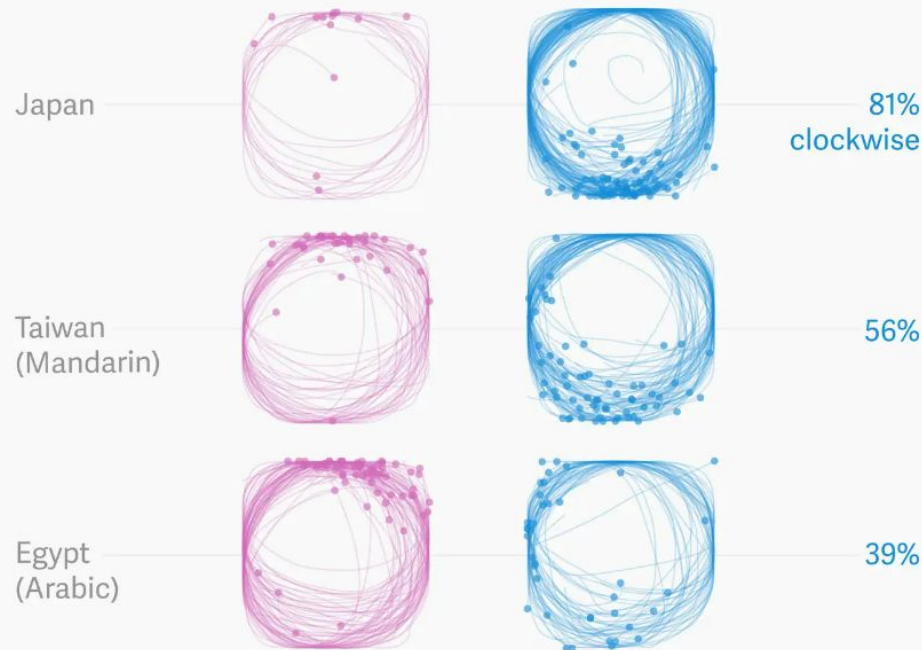 Japan
81%
clockwise
Taiwan
(Mandarin)
56%
Egypt
(Arabic)
39%